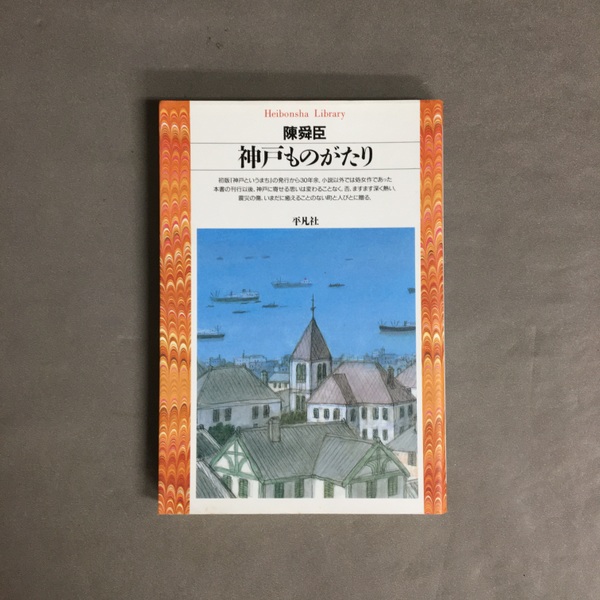 Heibonsha Library
陳舜臣
神戸ものがたり
初版『神戸というまち』の発行から30年余。小説以外では処女作であった
本書の刊行以後、神戸に寄せる思いは変わることなく、否、ますます深く熱い。
震災の傷、いまだに癒えることのない町と人びとに贈る。
平凡社